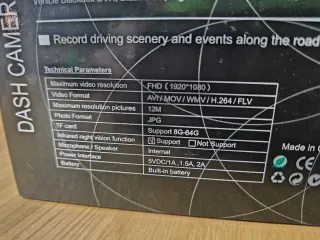 Vehicle Blackbox DVR
■ Record driving scenery and events along the road
DASH CAMER
Technical Parameters
Maximum video resolution FHD ( 1920*1080 )
Video Format AVI / MOV / WMV / H.264 / FLV
Maximum resolution 12M
Photo Format JPG
TF card Support 8G-64G
Infrared night vision function ☑ Support ☐ Not Support
Microphone / Speaker Internal
Power Interface 5VDC/1A ,1.5A, 2A
Battery Built-in battery
Made in
CE